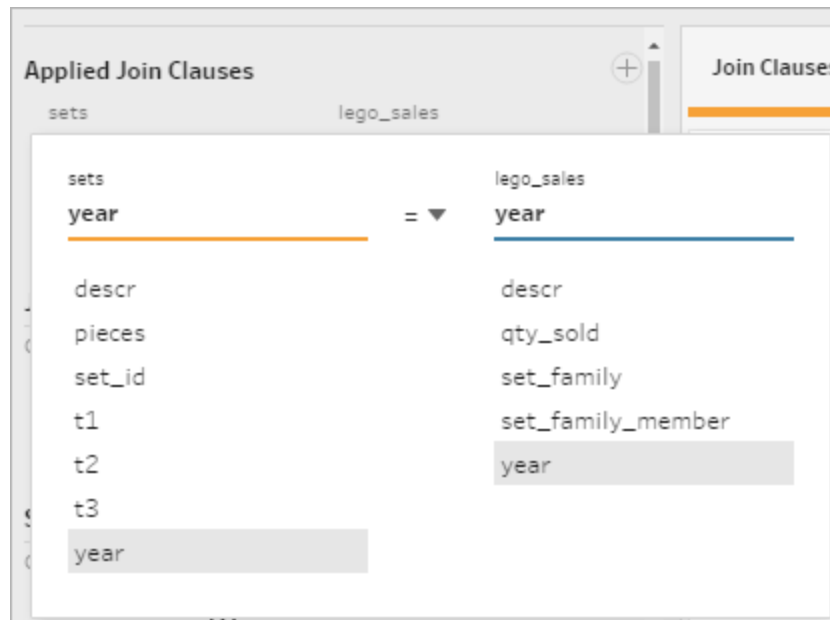 Applied Join Clauses
Join Clauses
sets lego_sales
sets lego_sales
year = year
descr descr
pieces qty_sold
set_id set_family
t1 set_family_member
t2 year
t3
year